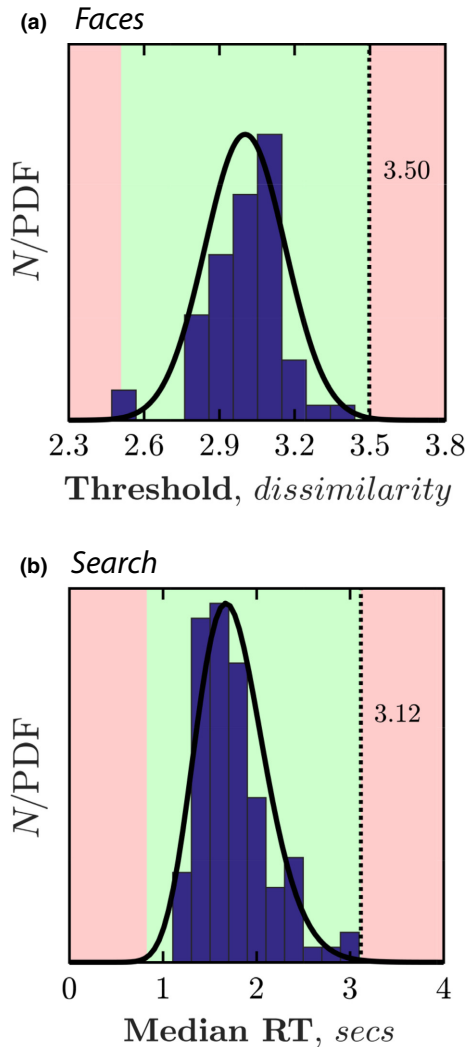 (a) Faces
N/PDF
3.50
2.3 2.6 2.9 3.2 3.5 3.8
Threshold, dissimilarity
(b) Search
N/PDF
3.12
0 1 2 3 4
Median RT, secs